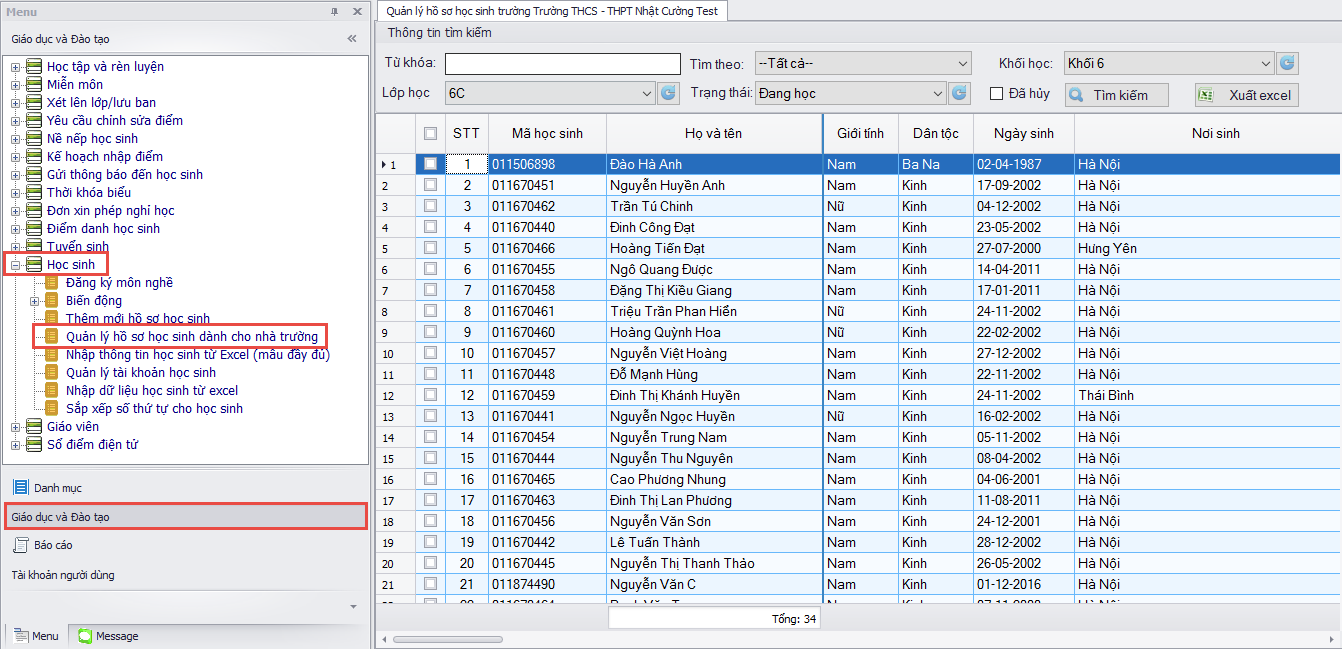 Menu
Giáo dục và Đào tạo
Học tập và rèn luyện
Miễn môn
Xét lên lớp/lưu ban
Yêu cầu chỉnh sửa điểm
Nề nếp học sinh
Kế hoạch nhập điểm
Gửi thông báo đến học sinh
Thời khóa biểu
Đơn xin phép nghỉ học
Điểm danh học sinh
Tuyển sinh
Học sinh
Đăng ký môn nghề
Biến động
Thêm mới hồ sơ học sinh
Quản lý hồ sơ học sinh dành cho nhà trường
Nhập thông tin học sinh từ Excel (mẫu đầy đủ)
Quản lý tài khoản học sinh
Nhập dữ liệu học sinh từ excel
Sắp xếp số thứ tự cho học sinh
Giáo viên
Sổ điểm điện tử
Danh mục
Giáo dục và Đào tạo
Báo cáo
Tài khoản người dùng
Menu Message
Quản lý hồ sơ học sinh trường Trường THCS - THPT Nhật Cường Test
Thông tin tìm kiếm
Từ khóa: Tìm theo: --Tất cả-- Khối học: Khối 6
Lớp học 6C Trạng thái: Đang học Đã hủy Tìm kiếm Xuất excel
STT Mã học sinh Họ và tên Giới tính Dân tộc Ngày sinh Nơi sinh
1 1 011506898 Đào Hà Anh Nam Ba Na 02-04-1987 Hà Nội
2 2 011670451 Nguyễn Huyền Anh Nam Kinh 17-09-2002 Hà Nội
3 3 011670462 Trần Tú Chinh Nữ Kinh 04-12-2002 Hà Nội
4 4 011670440 Đinh Công Đạt Nam Kinh 23-05-2002 Hà Nội
5 5 011670466 Hoàng Tiến Đạt Nam Kinh 27-07-2000 Hưng Yên
6 6 011670455 Ngô Quang Được Nam Kinh 14-04-2011 Hà Nội
7 7 011670458 Đặng Thị Kiều Giang Nam Kinh 17-01-2011 Hà Nội
8 8 011670461 Triệu Trần Phan Hiển Nữ Kinh 24-11-2002 Hà Nội
9 9 011670460 Hoàng Quỳnh Hoa Nữ Kinh 22-02-2002 Hà Nội
10 10 011670457 Nguyễn Việt Hoàng Nam Kinh 27-12-2002 Hà Nội
11 11 011670448 Đỗ Mạnh Hùng Nam Kinh 22-11-2002 Hà Nội
12 12 011670459 Đinh Thị Khánh Huyền Nam Kinh 24-11-2002 Thái Bình
13 13 011670441 Nguyễn Ngọc Huyền Nữ Kinh 16-02-2002 Hà Nội
14 14 011670454 Nguyễn Trung Nam Nam Kinh 05-11-2002 Hà Nội
15 15 011670444 Nguyễn Thu Nguyên Nam Kinh 08-04-2002 Hà Nội
16 16 011670465 Cao Phương Nhung Nam Kinh 04-06-2001 Hà Nội
17 17 011670463 Đinh Thị Lan Phương Nam Kinh 11-08-2011 Hà Nội
18 18 011670456 Nguyễn Văn Sơn Nam Kinh 24-12-2001 Hà Nội
19 19 011670442 Lê Tuấn Thành Nam Kinh 28-12-2002 Hà Nội
20 20 011670445 Nguyễn Thị Thanh Thảo Nam Kinh 26-05-2002 Hà Nội
21 21 011874490 Nguyễn Văn C Nam Kinh 01-12-2016 Hà Nội
Tổng: 34